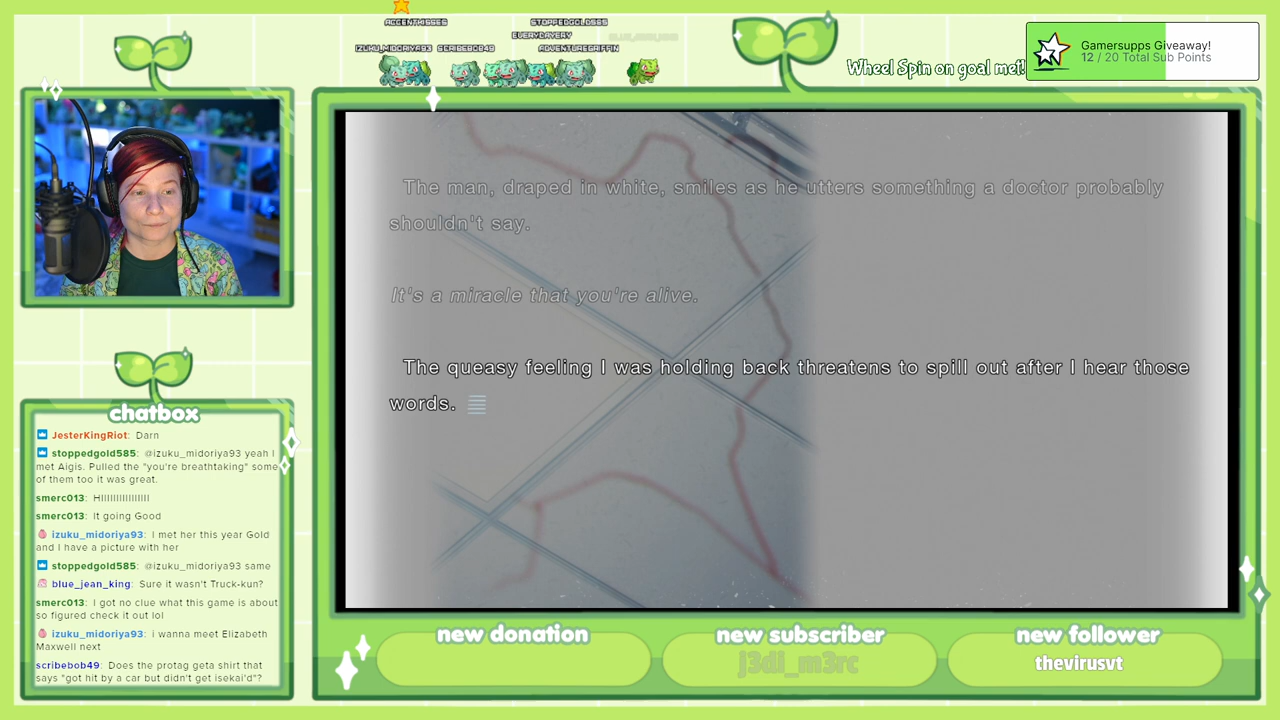 ACCENTKISSES
STOPPEDGOLD585
EVERYDAYERY
BLUE_JEAN_KING
IZUKU_MIDORIYA93
SCRIBEBOB49
ADVENTUREGRIFFIN
Wheel Spin on goal met!
7
Gamersupps Giveaway!
12 / 20 Total Sub Points
The man, draped in white, smiles as he utters something a doctor probably
shouldn't say.
It's a miracle that you're alive.
The queasy feeling I was holding back threatens to spill out after I hear those
words.
chatbox
JesterKingRiot: Darn
stoppedgold585: @izuku_midoriya93 yeah I
met Aigis. Pulled the "you're breathtaking" some
of them too it was great.
smerc013: HIIIIIIIIIIIIIIII
smerc013: It going Good
izuku_midoriya93: I met her this year Gold
and I have a picture with her
stoppedgold585: @izuku_midoriya93 same
blue_jean_king: Sure it wasn't Truck-kun?
smerc013: I got no clue what this game is about
so figured check it out lol
izuku_midoriya93: i wanna meet Elizabeth
Maxwell next
scribebob49: Does the protag geta shirt that
says "got hit by a car but didn't get isekai'd"?
new donation
new subscriber
j3di_m3rc
new follower
thevirusvt